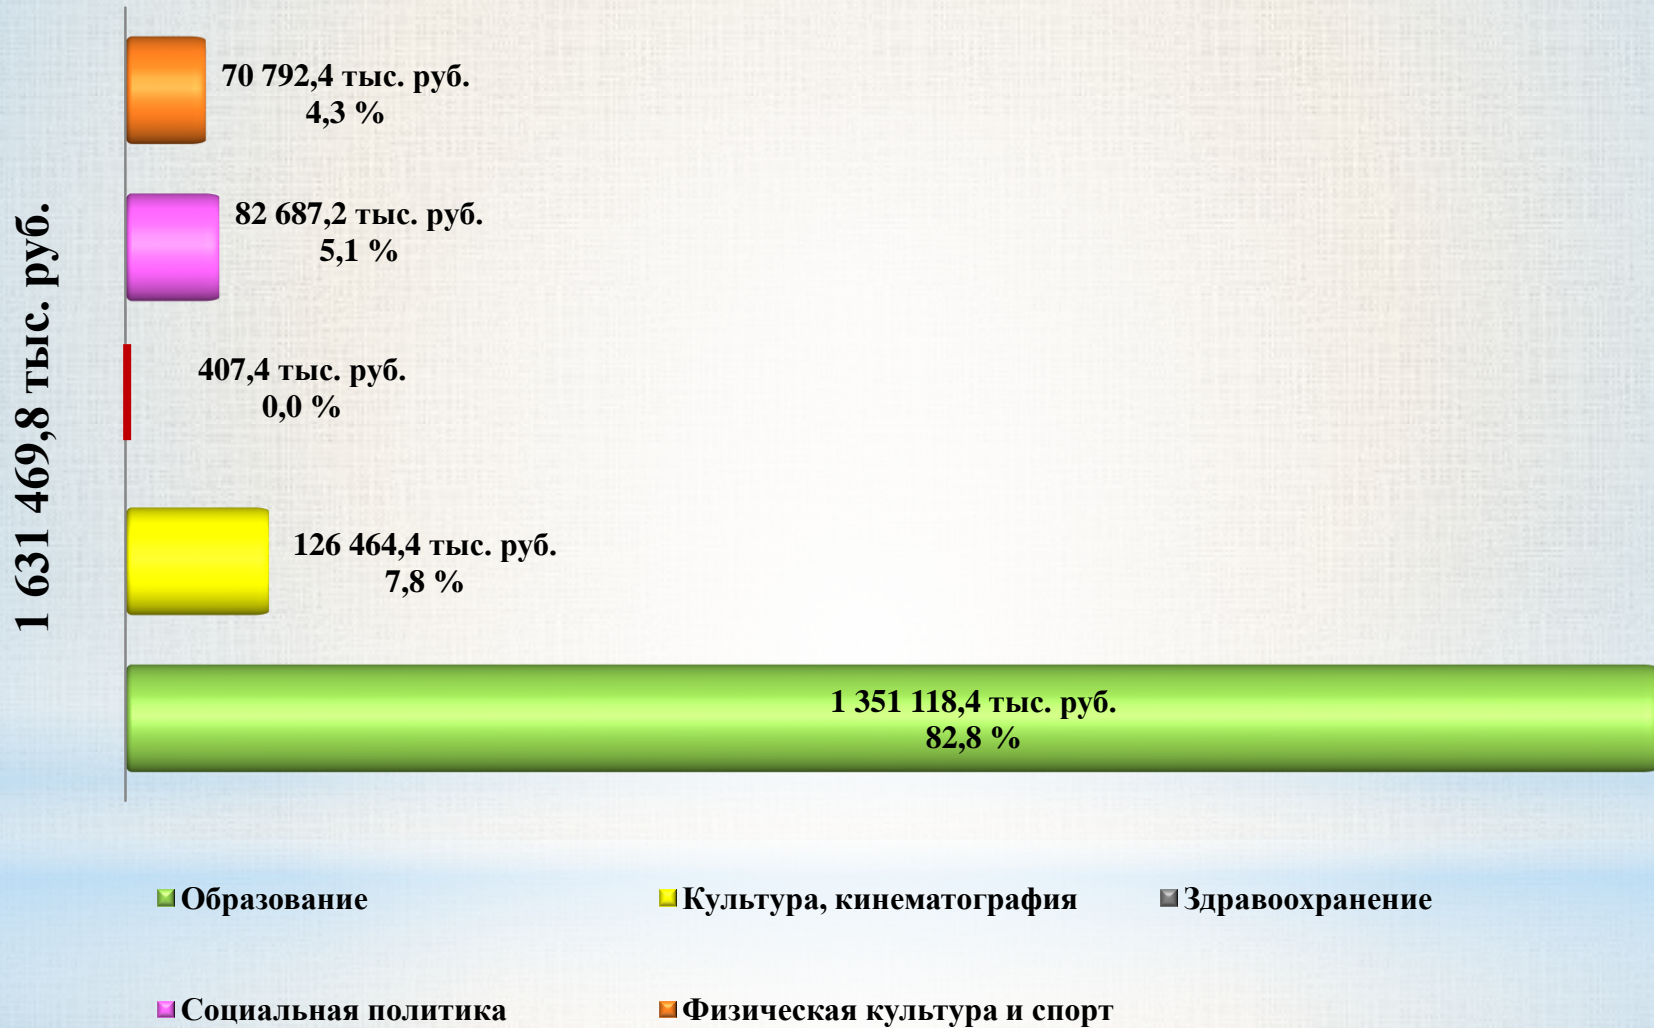 1 631 469,8 тыс. руб.
70 792,4 тыс. руб.
4,3 %
82 687,2 тыс. руб.
5,1 %
407,4 тыс. руб.
0,0 %
126 464,4 тыс. руб.
7,8 %
1 351 118,4 тыс. руб.
82,8 %
Образование
Культура, кинематография
Здравоохранение
Социальная политика
Физическая культура и спорт